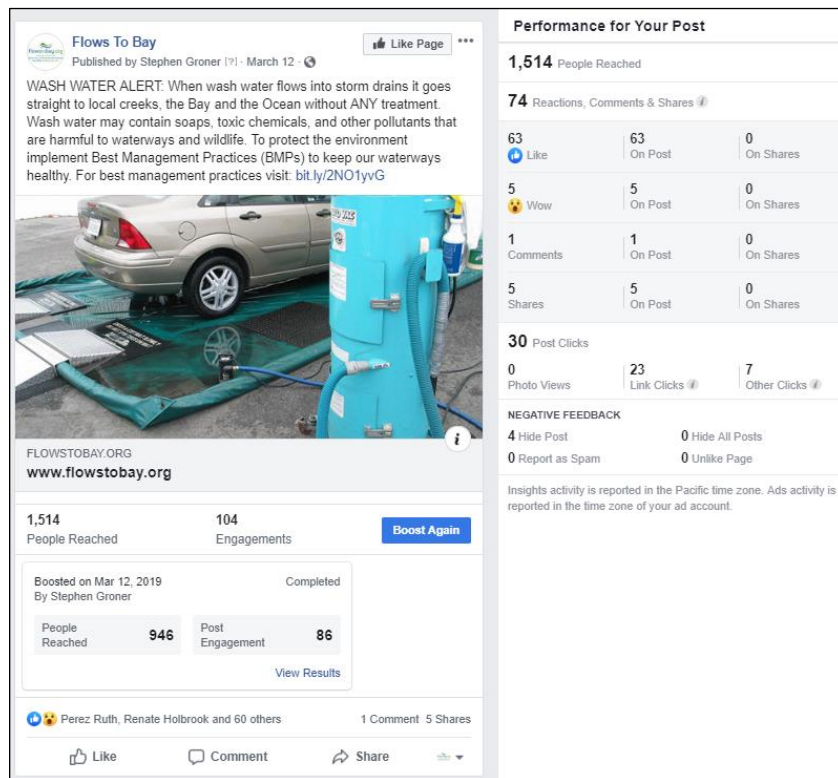 Flows To Bay
Published by Stephen Groner [?] · March 12 ·
Like Page
WASH WATER ALERT: When wash water flows into storm drains it goes
straight to local creeks, the Bay and the Ocean without ANY treatment.
Wash water may contain soaps, toxic chemicals, and other pollutants that
are harmful to waterways and wildlife. To protect the environment
implement Best Management Practices (BMPs) to keep our waterways
healthy. For best management practices visit: bit.ly/2NO1yvG
FLOWSTOBAY.ORG
www.flowstobay.org
1,514
People Reached
104
Engagements
Boost Again
Boosted on Mar 12, 2019
By Stephen Groner
Completed
People
Reached
946
Post
Engagement
86
View Results
Perez Ruth, Renate Holbrook and 60 others
1 Comment 5 Shares
Like
Comment
Share
Performance for Your Post
1,514 People Reached
74 Reactions, Comments & Shares
63
Like
63
On Post
0
On Shares
5
Wow
5
On Post
0
On Shares
1
Comments
1
On Post
0
On Shares
5
Shares
5
On Post
0
On Shares
30 Post Clicks
0
Photo Views
23
Link Clicks
7
Other Clicks
NEGATIVE FEEDBACK
4 Hide Post
0 Hide All Posts
0 Report as Spam
0 Unlike Page
Insights activity is reported in the Pacific time zone. Ads activity is
reported in the time zone of your ad account.